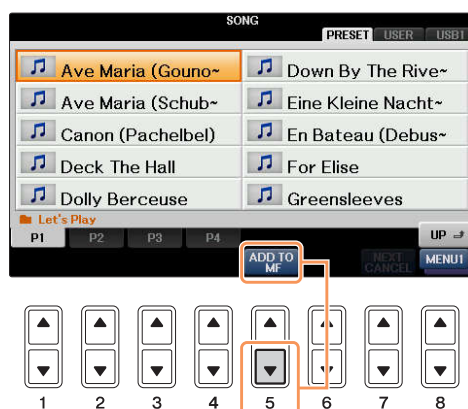 SONG
PRESET USER USB1
Ave Maria (Gouno~
Down By The Rive~
Ave Maria (Schub~
Eine Kleine Nacht~
Canon (Pachelbel)
En Bateau (Debus~
Deck The Hall
For Elise
Dolly Berceuse
Greensleeves
Let's Play
P1 P2 P3 P4
UP
ADD TO
MF
NEXT
CANCEL
MENU1
1 2 3 4 5 6 7 8